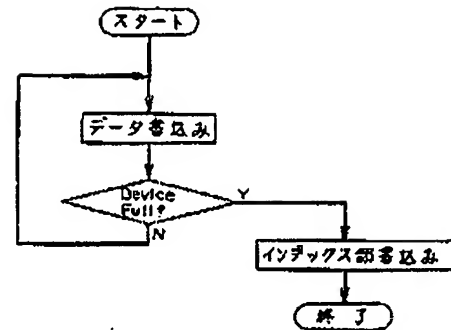 スタート
データ書込み
Device
Full?
Y
N
インデックス部書込み
終了